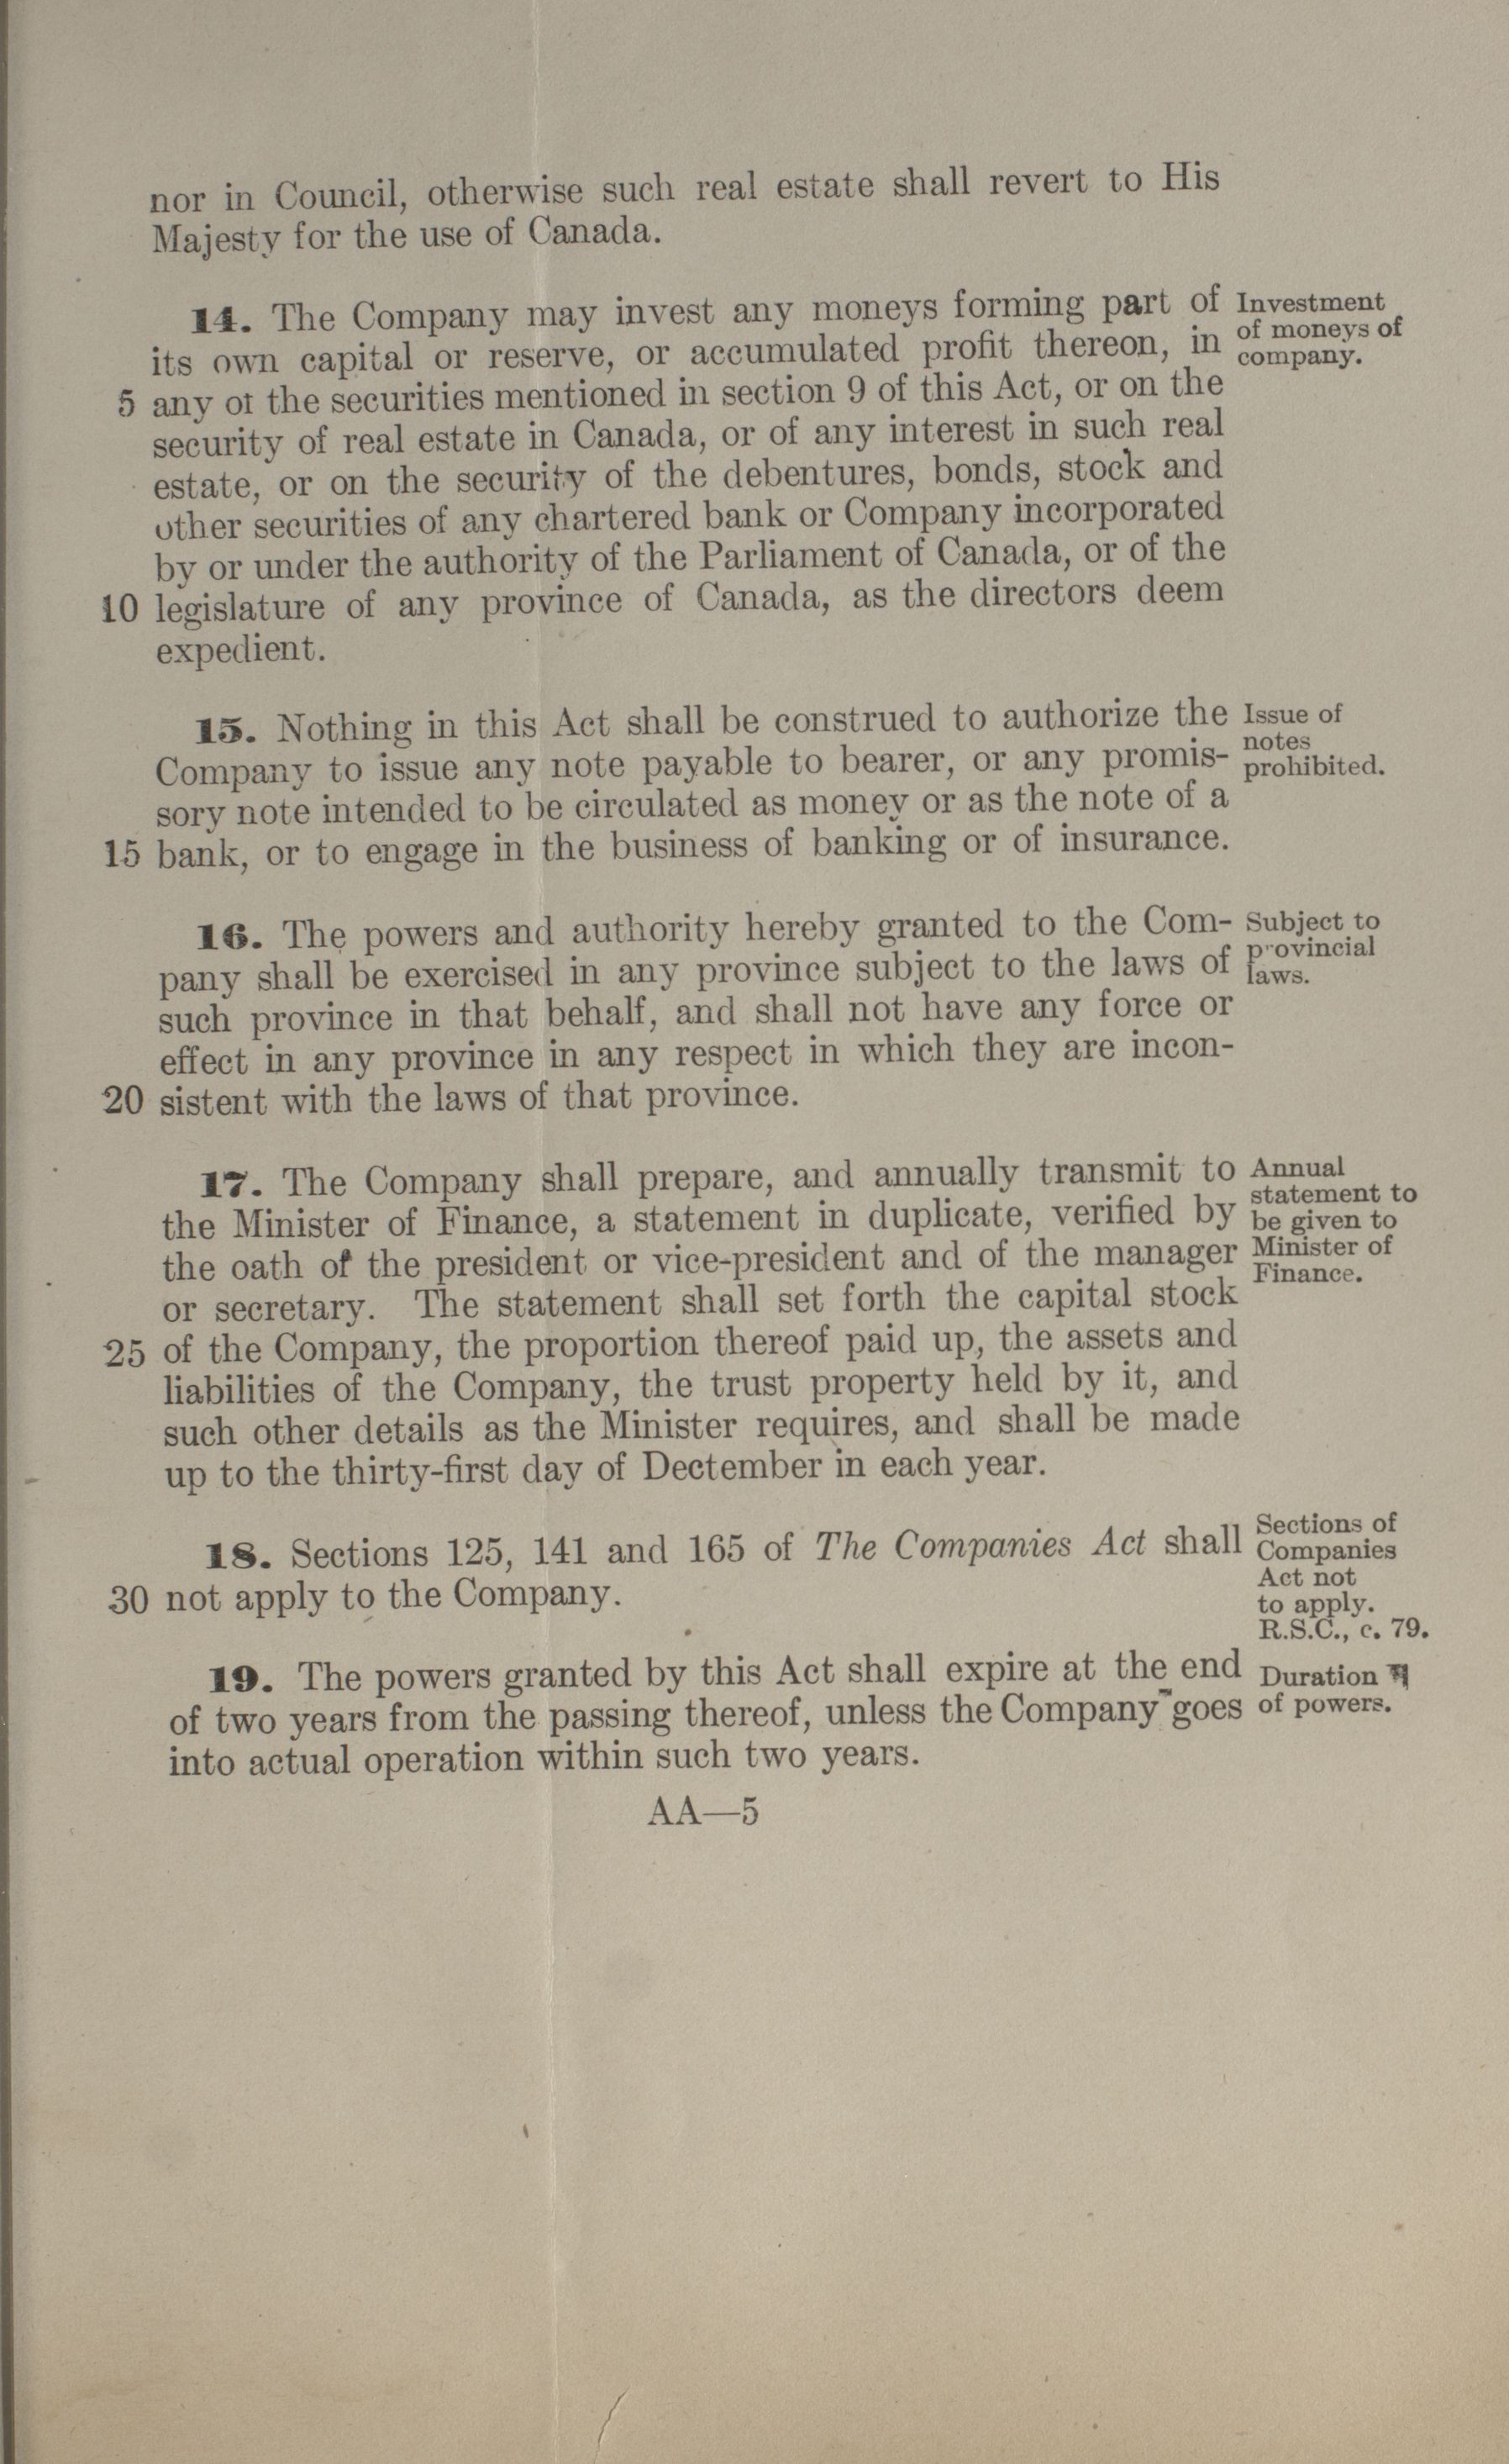 nor in Council, otherwise such real estate shall revert to His
Majesty for the use of Canada.
14. The Company may invest any moneys forming part of
its own capital or reserve, or accumulated profit thereon, in
5 any of the securities mentioned in section 9 of this Act, or on the
security of real estate in Canada, or of any interest in such real
estate, or on the security of the debentures, bonds, stock and
other securities of any chartered bank or Company incorporated
by or under the authority of the Parliament of Canada, or of the
10 legislature of any province of Canada, as the directors deem
expedient.
Investment
of moneys of
company.
15. Nothing in this Act shall be construed to authorize the
Company to issue any note payable to bearer, or any promis-
sory note intended to be circulated as money or as the note of a
15 bank, or to engage in the business of banking or of insurance.
Issue of
notes
prohibited.
16. The powers and authority hereby granted to the Com-
pany shall be exercised in any province subject to the laws of
such province in that behalf, and shall not have any force or
effect in any province in any respect in which they are incon-
20 sistent with the laws of that province.
Subject to
provincial
laws.
17. The Company shall prepare, and annually transmit to
the Minister of Finance, a statement in duplicate, verified by
the oath of the president or vice-president and of the manager
or secretary. The statement shall set forth the capital stock
25 of the Company, the proportion thereof paid up, the assets and
liabilities of the Company, the trust property held by it, and
such other details as the Minister requires, and shall be made
up to the thirty-first day of Dectember in each year.
Annual
statement to
be given to
Minister of
Finance.
18. Sections 125, 141 and 165 of The Companies Act shall
30 not apply to the Company.
Sections of
Companies
Act not
to apply.
R.S.C., c. 79.
19. The powers granted by this Act shall expire at the end
of two years from the passing thereof, unless the Company goes
into actual operation within such two years.
Duration
of powers.
AA—5